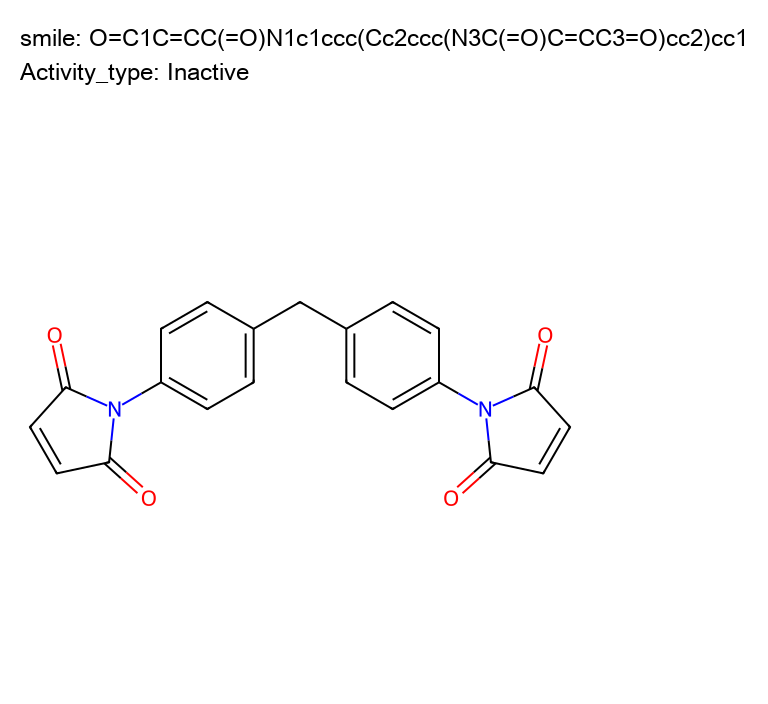 smile: O=C1C=CC(=O)N1c1ccc(Cc2ccc(N3C(=O)C=CC3=O)cc2)cc1
Activity_type: Inactive
O
O
N
N
O
O